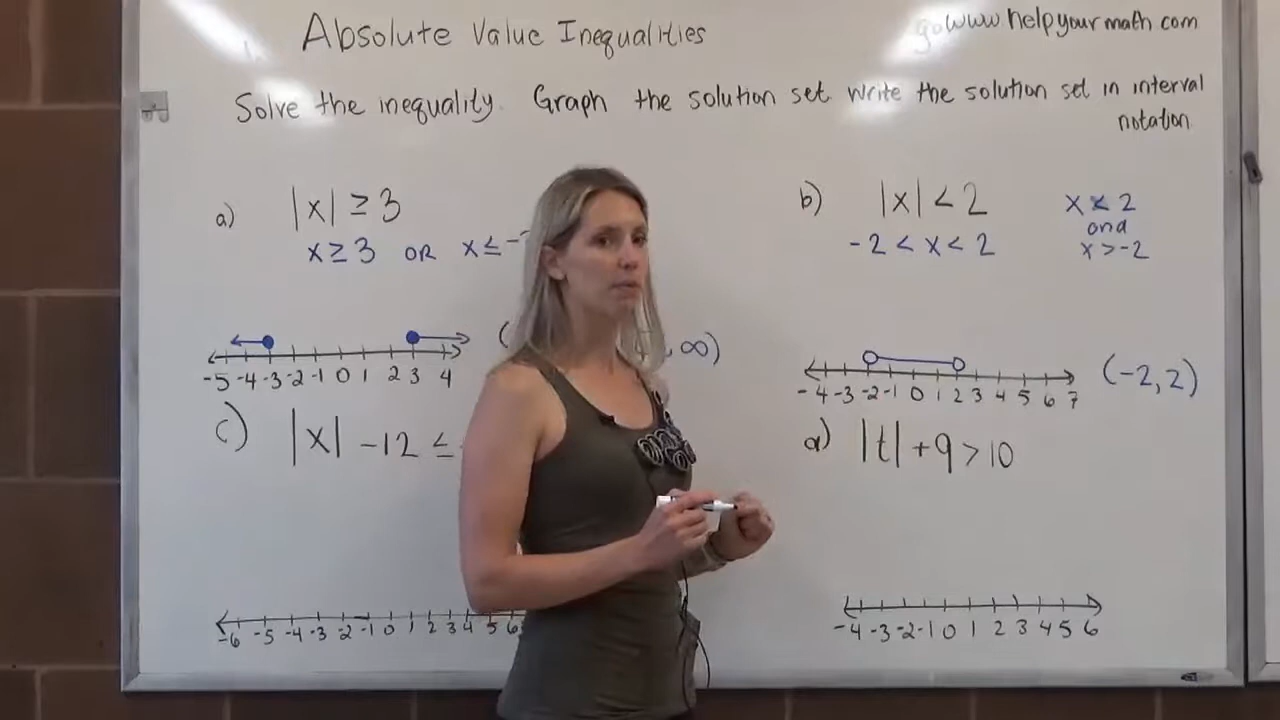 Absolute Value Inequalities
go www.helpyourmath.com
Solve the inequality. Graph the solution set. Write the solution set in interval
notation.
a) |x| ≥ 3
x ≥ 3 OR x ≤ -
-5 -4 -3 -2 -1 0 1 2 3 4
( , ∞)
b) |x| < 2
-2 < x < 2
x < 2
and
x > -2
-4 -3 -2 -1 0 1 2 3 4 5 6 7
(-2, 2)
c) |x| -12 ≤
-6 -5 -4 -3 -2 -1 0 1 2 3 4 5 6
d) |t| +9 > 10
-4 -3 -2 -1 0 1 2 3 4 5 6